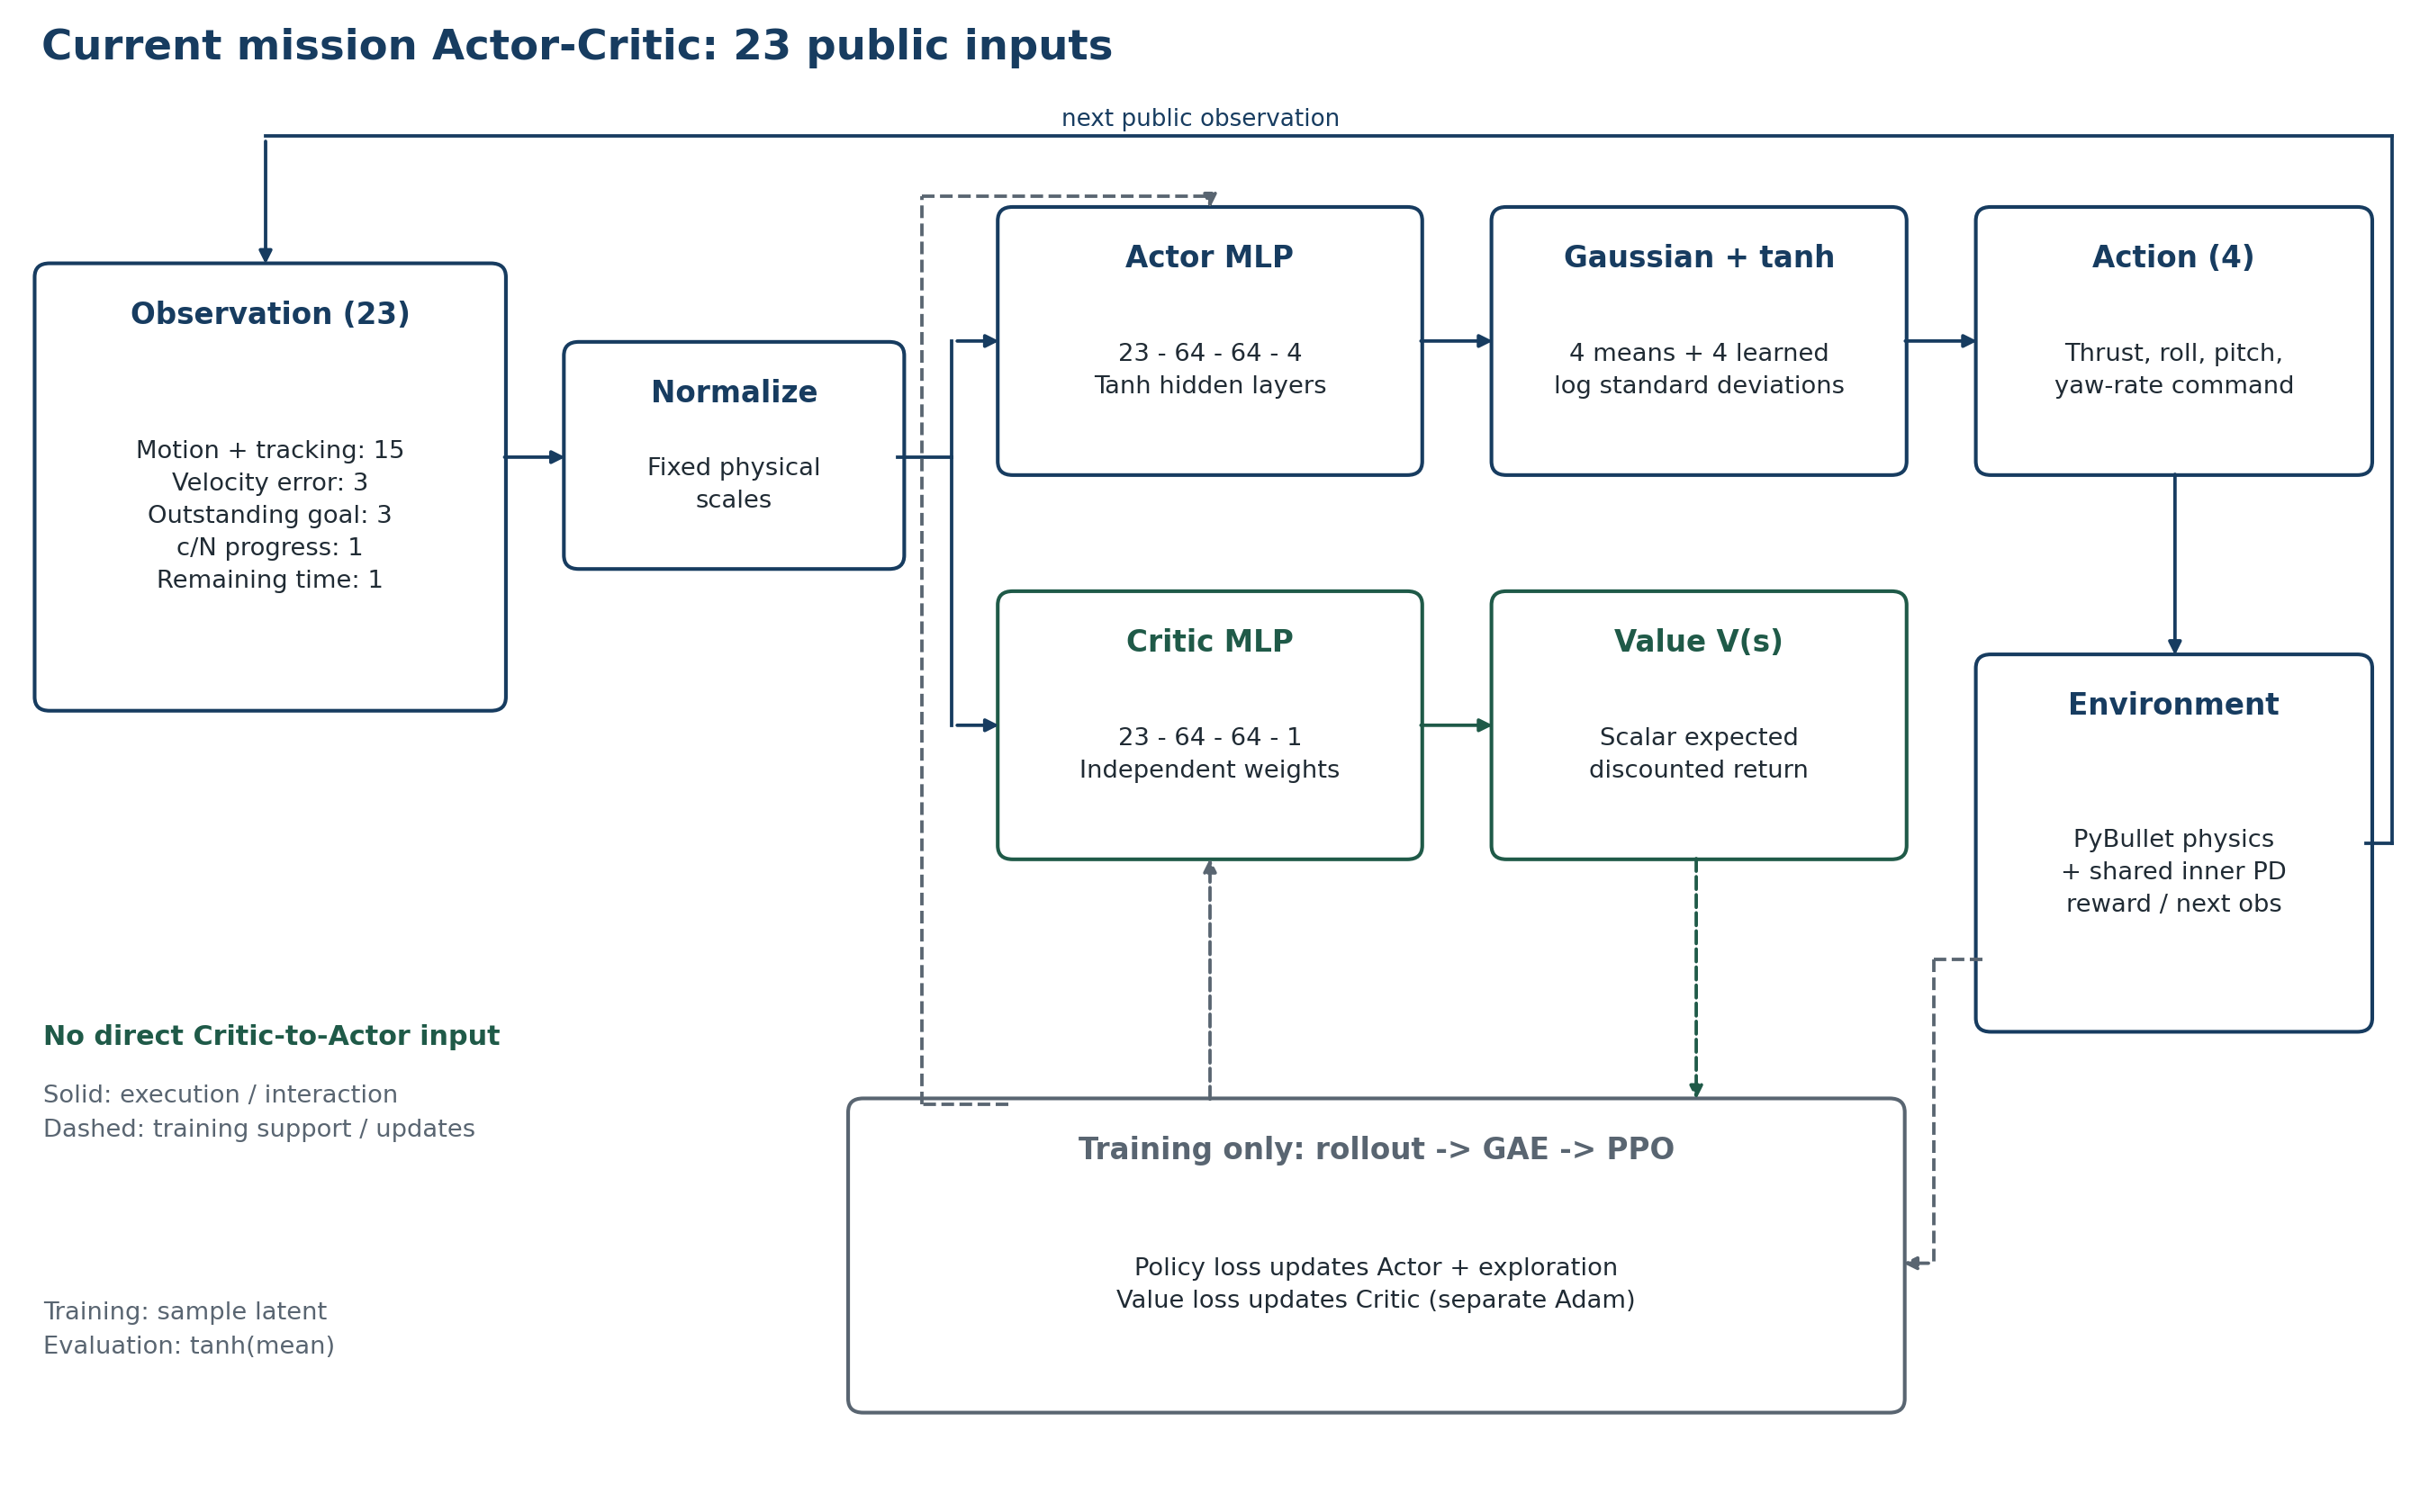 Current mission Actor-Critic: 23 public inputs
next public observation
Observation (23)
Motion + tracking: 15
Velocity error: 3
Outstanding goal: 3
c/N progress: 1
Remaining time: 1
Normalize
Fixed physical
scales
Actor MLP
23 - 64 - 64 - 4
Tanh hidden layers
Gaussian + tanh
4 means + 4 learned
log standard deviations
Action (4)
Thrust, roll, pitch,
yaw-rate command
Critic MLP
23 - 64 - 64 - 1
Independent weights
Value V(s)
Scalar expected
discounted return
Environment
PyBullet physics
+ shared inner PD
reward / next obs
No direct Critic-to-Actor input
Solid: execution / interaction
Dashed: training support / updates
Training only: rollout -> GAE -> PPO
Policy loss updates Actor + exploration
Value loss updates Critic (separate Adam)
Training: sample latent
Evaluation: tanh(mean)